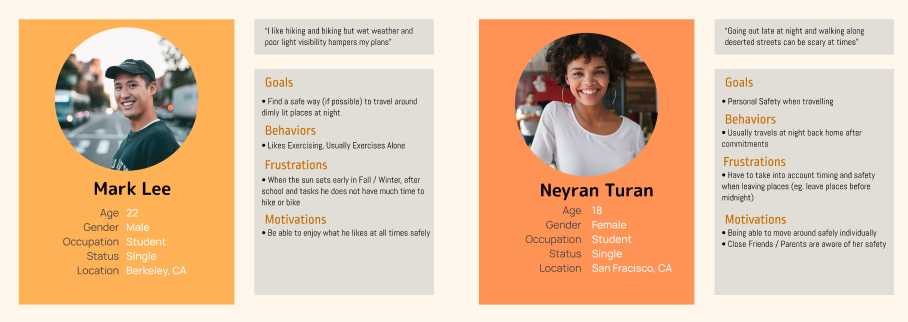 "I like hiking and biking but wet weather and
poor light visibility hampers my plans"
Goals
• Find a safe way (if possible) to travel around
dimly lit places at night
Behaviors
• Likes Exercising, Usually Exercises Alone
Frustrations
• When the sun sets early in Fall / Winter, after
school and tasks he does not have much time to
hike or bike
Motivations
• Be able to enjoy what he likes at all times safely
Mark Lee
Age 22
Gender Male
Occupation Student
Status Single
Location Berkeley, CA
"Going out late at night and walking along
deserted streets can be scary at times"
Goals
• Personal Safety when travelling
Behaviors
• Usually travels at night back home after
commitments
Frustrations
• Have to take into account timing and safety
when leaving places (eg. leave places before
midnight)
Motivations
• Being able to move around safely individually
• Close Friends / Parents are aware of her safety
Neyran Turan
Age 18
Gender Female
Occupation Student
Status Single
Location San Fracisco, CA